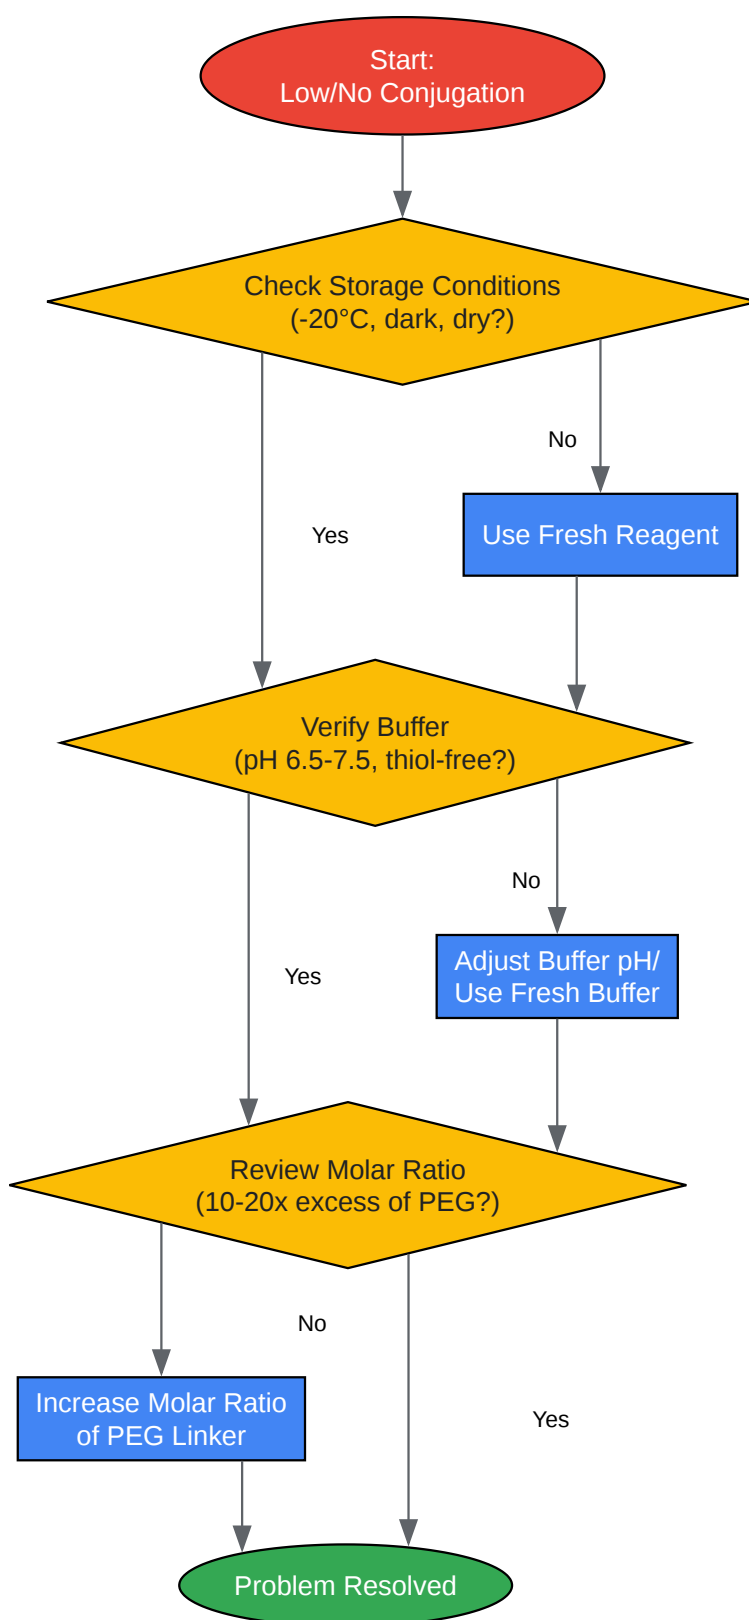 Start:
Low/No Conjugation
Check Storage Conditions
(-20°C, dark, dry?)
No
Yes
Use Fresh Reagent
Verify Buffer
(pH 6.5-7.5, thiol-free?)
No
Yes
Adjust Buffer pH/
Use Fresh Buffer
Review Molar Ratio
(10-20x excess of PEG?)
No
Increase Molar Ratio
of PEG Linker
Yes
Problem Resolved